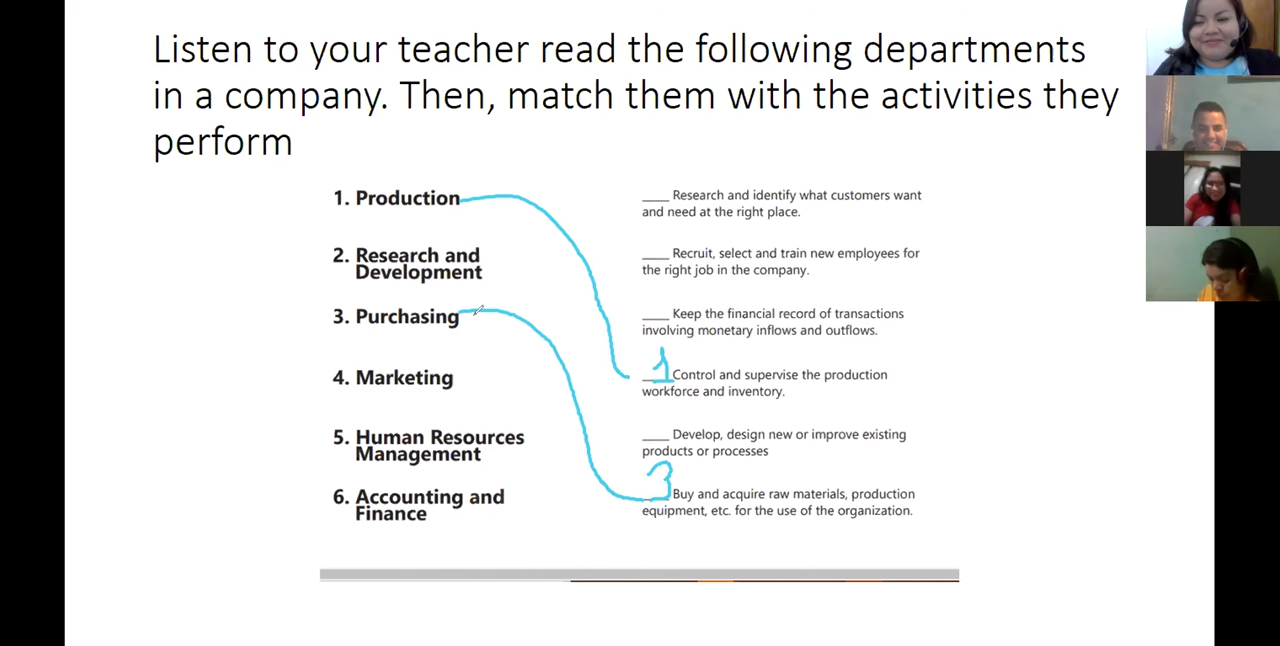 Listen to your teacher read the following departments
in a company. Then, match them with the activities they
perform
1. Production
2. Research and
Development
3. Purchasing
4. Marketing
5. Human Resources
Management
6. Accounting and
Finance
____ Research and identify what customers want
and need at the right place.
____ Recruit, select and train new employees for
the right job in the company.
____ Keep the financial record of transactions
involving monetary inflows and outflows.
1 Control and supervise the production
workforce and inventory.
____ Develop, design new or improve existing
products or processes
3 Buy and acquire raw materials, production
equipment, etc. for the use of the organization.